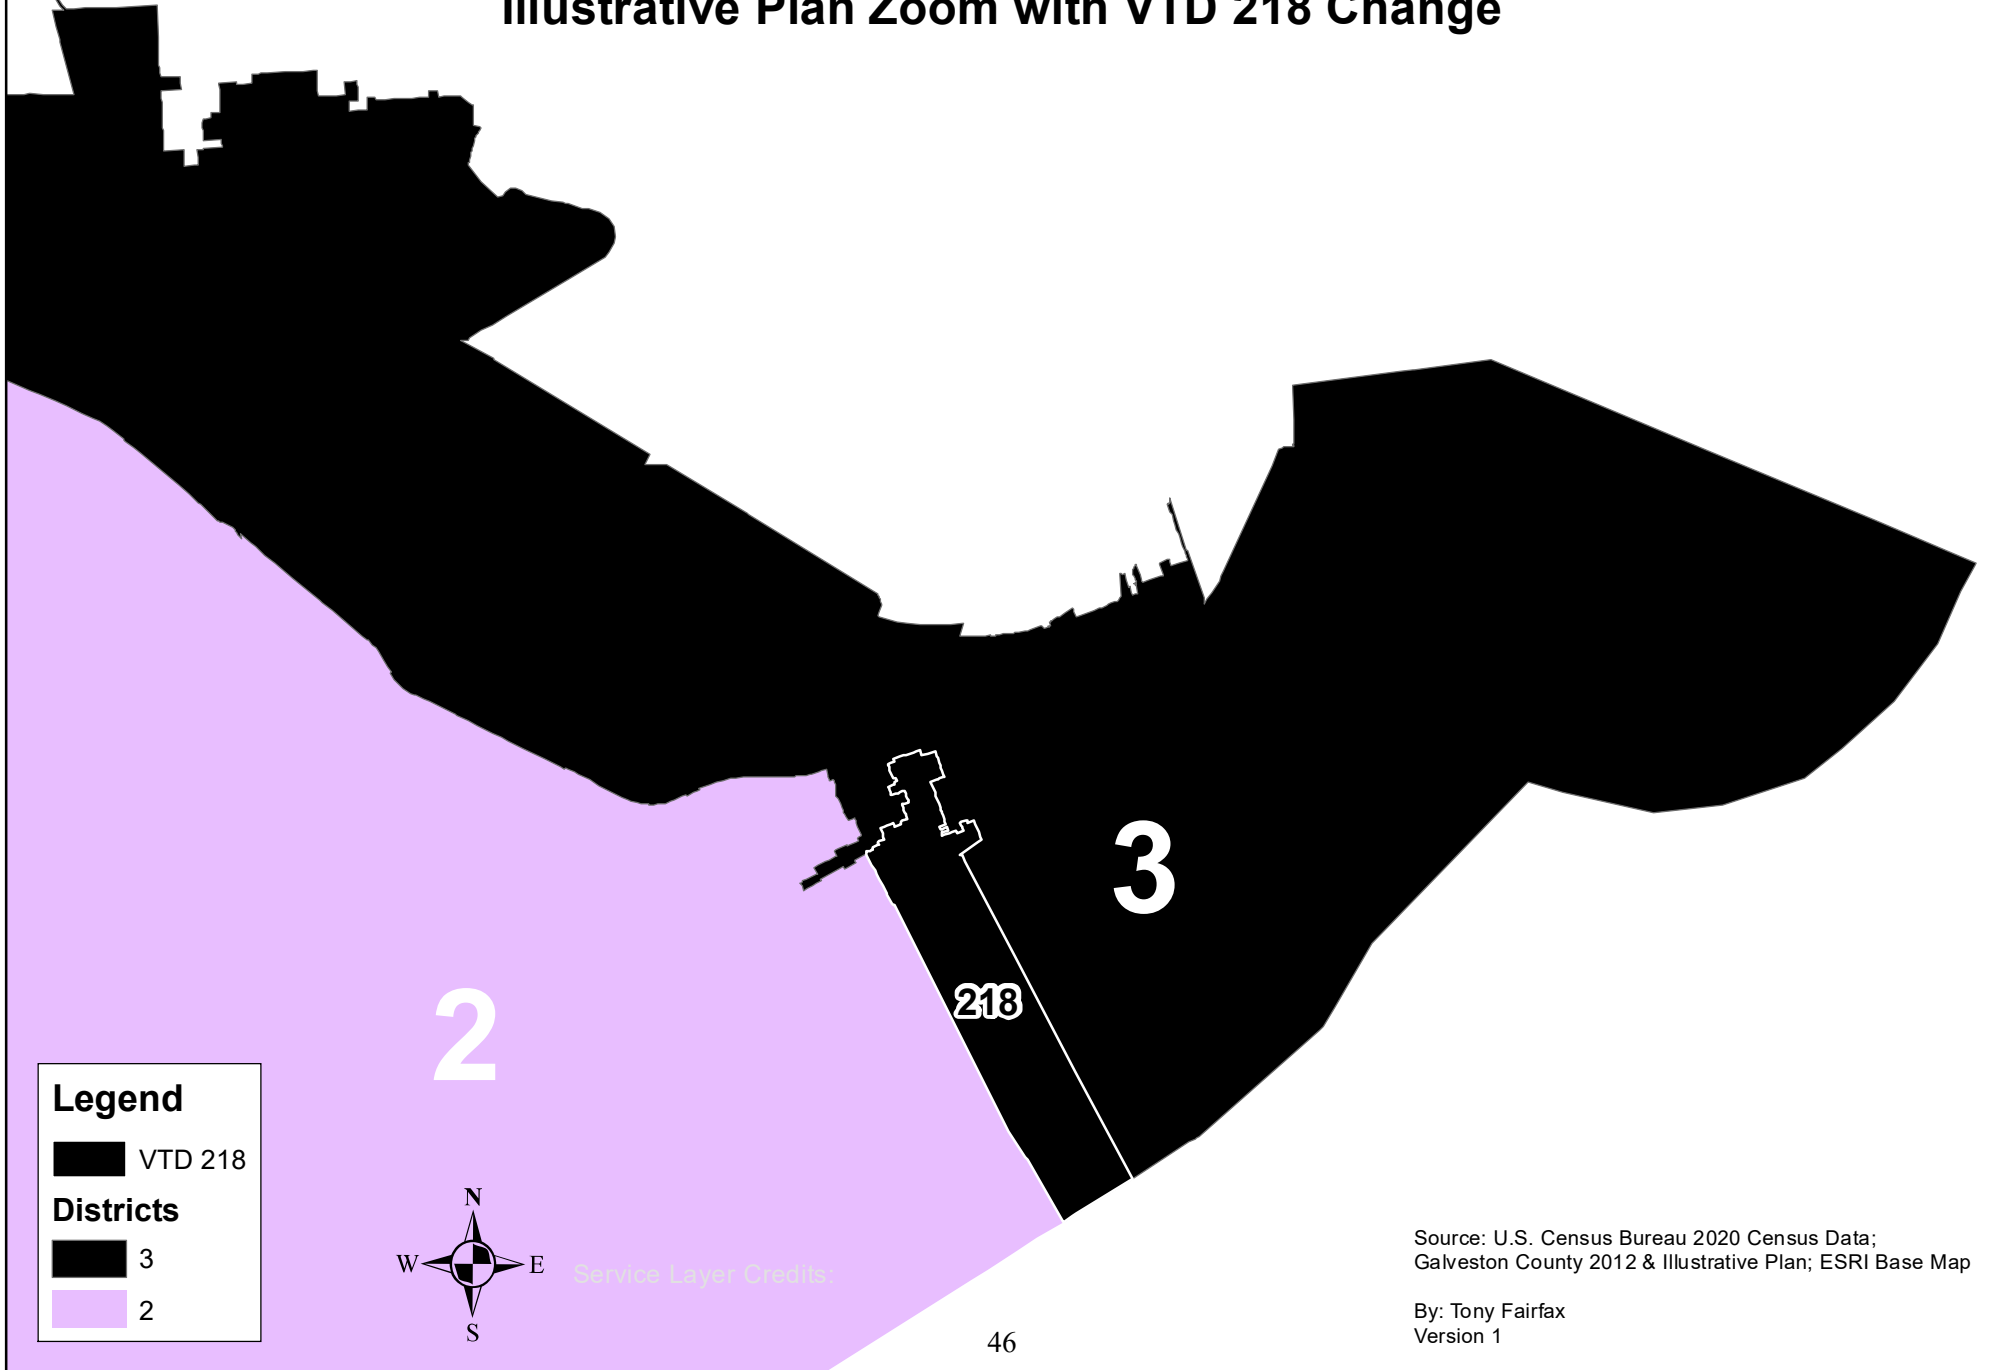 Illustrative Plan Zoom with VTD 218 Change
3
218
2
Legend
VTD 218
Districts
3
2
N
W
E
S
Service Layer Credits:
Source: U.S. Census Bureau 2020 Census Data;
Galveston County 2012 & Illustrative Plan; ESRI Base Map
By: Tony Fairfax
Version 1
46